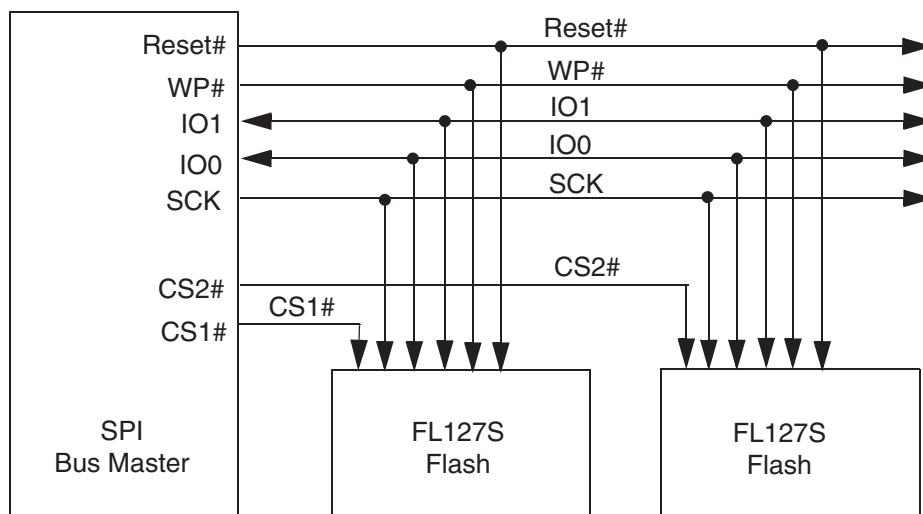 Reset#
Reset#
WP#
WP#
IO1
IO1
IO0
IO0
SCK
SCK
CS2#
CS2#
CS1#
CS1#
SPI
Bus Master
FL127S
Flash
FL127S
Flash